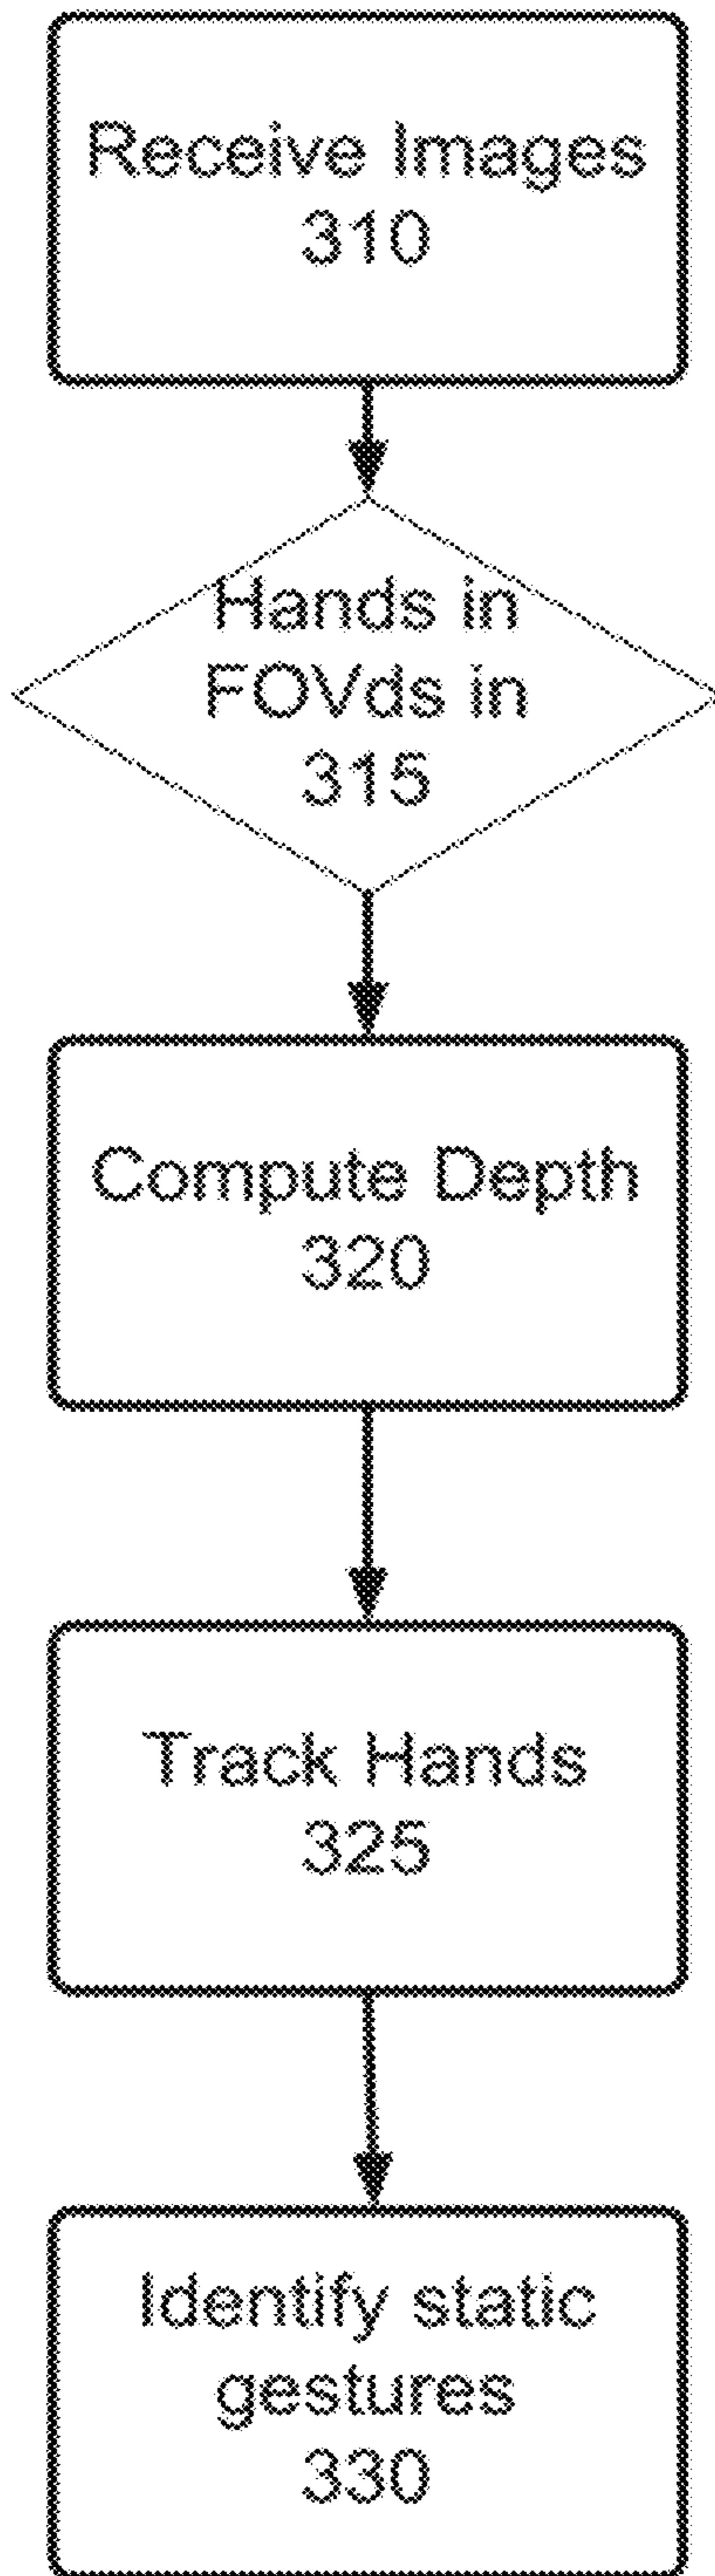 Receive Images
310
Hands in
FOVds in
315
Compute Depth
320
Track Hands
325
Identify static
gestures
330